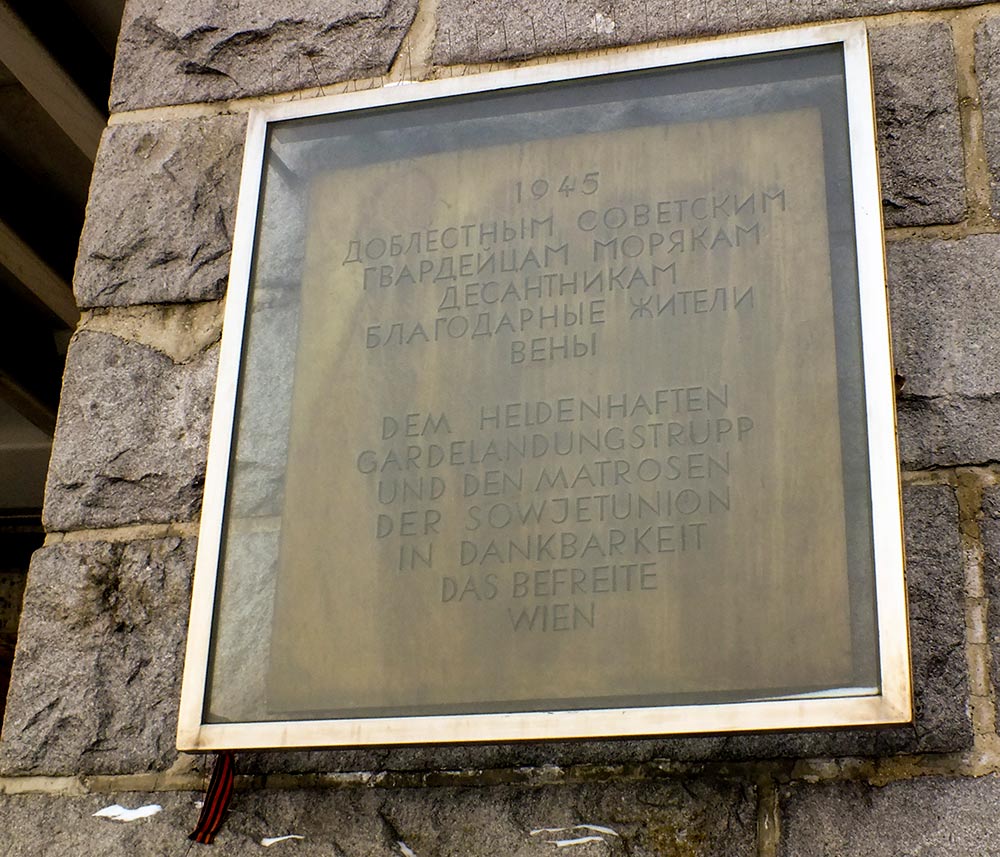 1945
ДОБЛЕСТНЫМ СОВЕТСКИМ
ГВАРДЕЙЦАМ МОРЯКАМ
ДЕСАНТНИКАМ
БЛАГОДАРНЫЕ ЖИТЕЛИ
ВЕНЫ
DEM HELDENHAFTEN
GARDELANDUNGSTRUPP
UND DEN MATROSEN
DER SOWJETUNION
IN DANKBARKEIT
DAS BEFREITE
WIEN